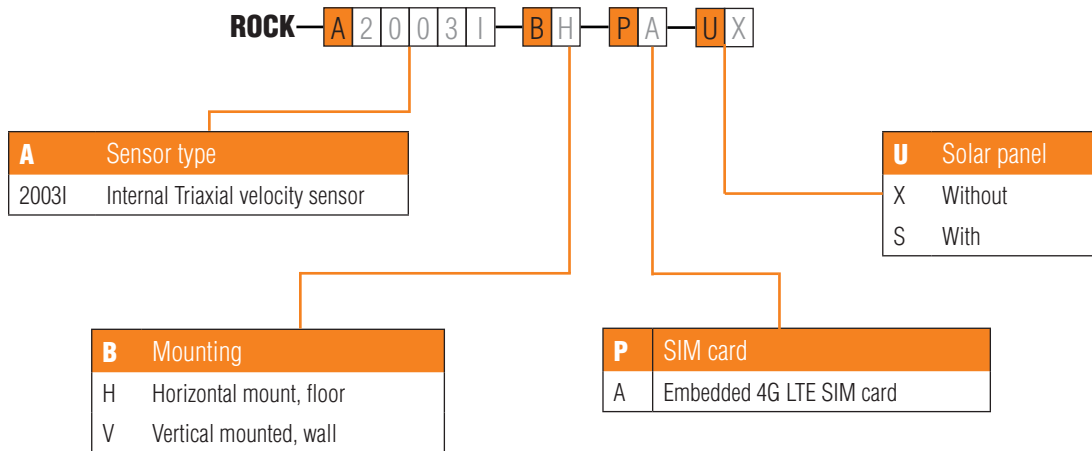 ROCK A 2 0 0 3 I B H P A U X
A Sensor type
2003I Internal Triaxial velocity sensor
U Solar panel
X Without
S With
B Mounting
H Horizontal mount, floor
V Vertical mounted, wall
P SIM card
A Embedded 4G LTE SIM card